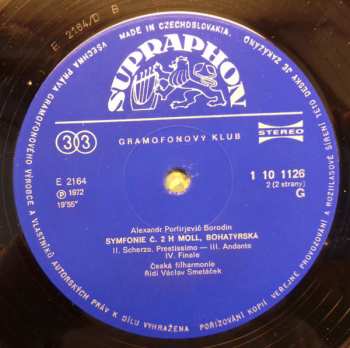 E 2164/D B
MADE IN CZECHOSLOVAKIA.
VŠECHNA PRÁVA GRAMOFONOVÉHO VÝROBCE A VLASTNÍKŮ AUTORSKÝCH PRÁV K DÍLU VYHRAŽENA
POŘIZOVÁNÍ KOPIÍ, VEŘEJNÉ PROVOZOVÁNÍ A ROZHLASOVÉ ŠÍŘENÍ TÉTO DESKY JE ZAKÁZÁNO.
SUPRAPHON
33
GRAMOFONOVÝ KLUB
STEREO
E 2164
Ⓟ 1972
19'55"
1 10 1126
2 (2 strany)
G
Alexandr Porfirjevič Borodin
SYMFONIE Č. 2 H MOLL, BOHATÝRSKÁ
II. Scherzo. Prestissimo — III. Andante
IV. Finale
Česká filharmonie
Řídí Václav Smetáček